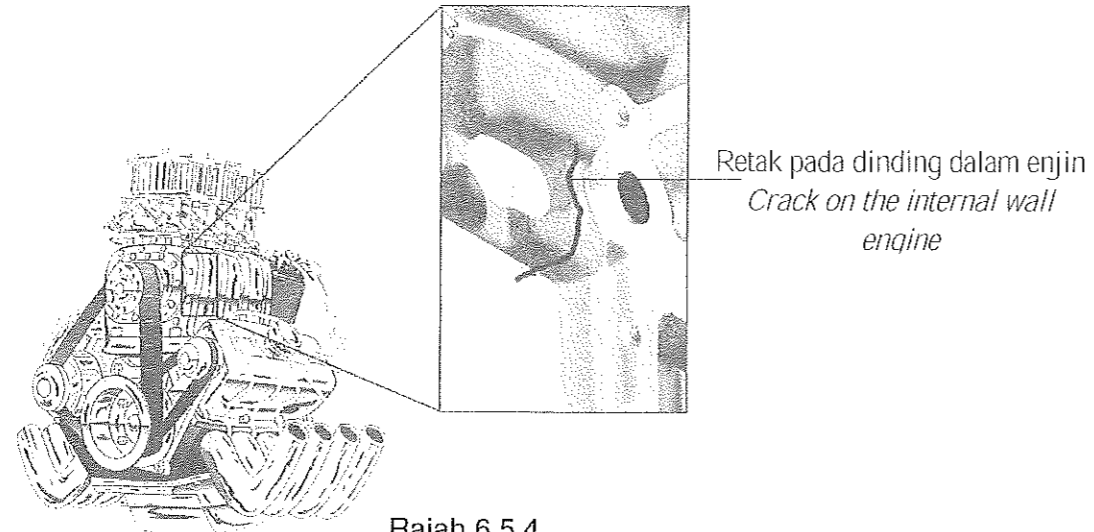 Retak pada dinding dalam enjin
Crack on the internal wall
engine
Rajah 6.5.4